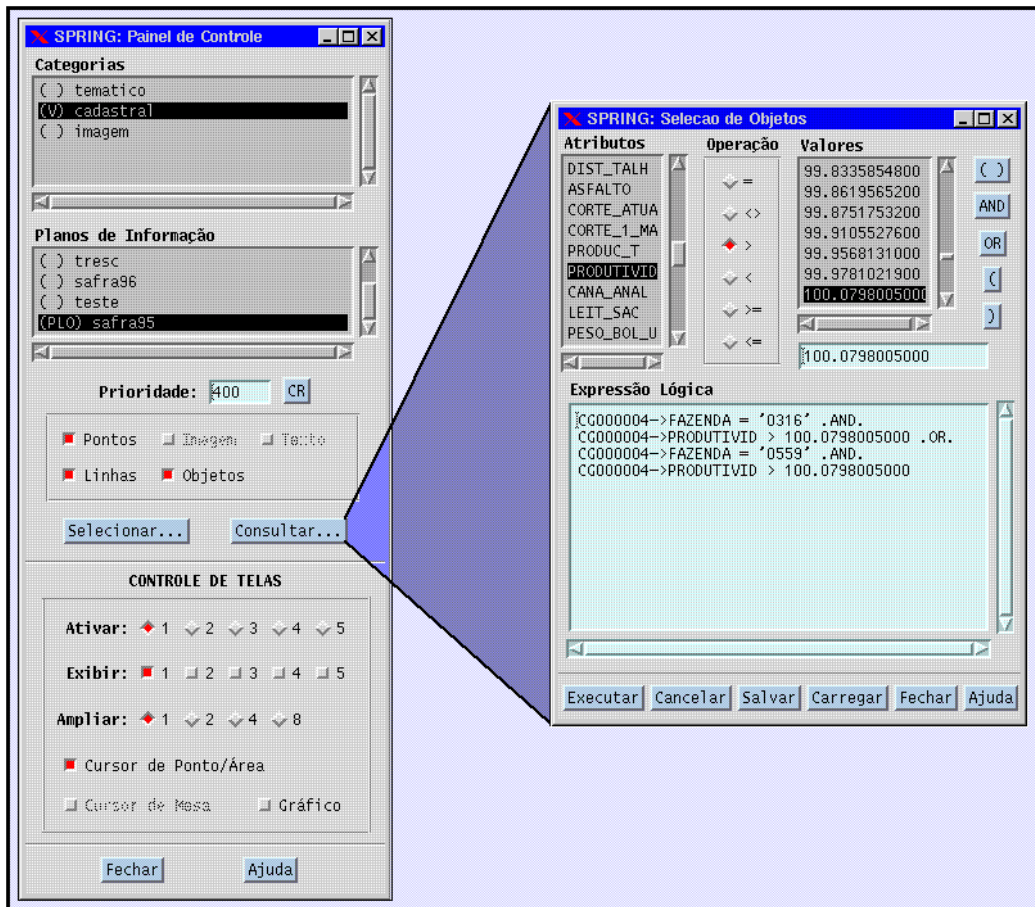 SPRING: Painel de Controle
Categorias
( ) tematico
(V) cadastral
( ) imagem
Planos de Informação
( ) tresc
( ) safra96
( ) teste
(PLO) safra95
Prioridade: 400 CR
Pontos Imagem Texto
Linhas Objetos
Selecionar... Consultar...
CONTROLE DE TELAS
Ativar: 1 2 3 4 5
Exibir: 1 2 3 4 5
Ampliar: 1 2 4 8
Cursor de Ponto/Área
Cursor de Mesa Gráfico
Fechar Ajuda
SPRING: Selecao de Objetos
Atributos Operação Valores
DIST_TALH
ASFALTO
CORTE_ATUA
CORTE_1_MA
PRODUC_T
PRODUTIVID
CANA_ANAL
LEIT_SAC
PESO_BOL_U
=
<>
>
<
>=
<=
99.8335854800
99.8619565200
99.8751753200
99.9105527600
99.9568131000
99.9781021900
100.0798005000
100.0798005000
( )
AND
OR
(
)
Expressão Lógica
CG000004->FAZENDA = '0316' .AND.
CG000004->PRODUTIVID > 100.0798005000 .OR.
CG000004->FAZENDA = '0559' .AND.
CG000004->PRODUTIVID > 100.0798005000
Executar Cancelar Salvar Carregar Fechar Ajuda